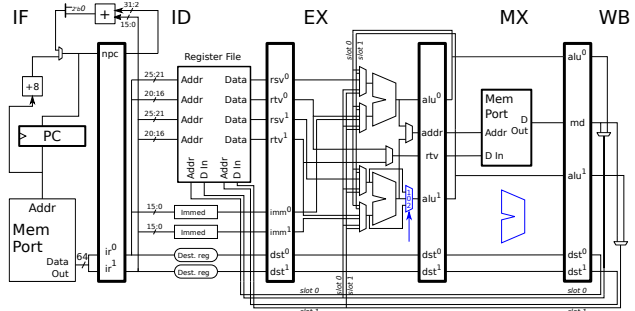 IF
ID
EX
MX
WB
2'b0
+
31:2
15:0
npc
+8
PC
Addr
Mem
Port
Data
Out
64
ir0
ir1
Register File
25:21
Addr
Data
20:16
Addr
Data
25:21
Addr
Data
20:16
Addr
Data
Addr
D In
Addr
D In
15:0
Immed
15:0
Immed
Dest. reg
Dest. reg
rsv0
rtv0
rsv1
rtv1
imm0
imm1
dst0
dst1
slot 0
slot 1
slot 0
slot 1
alu0
addr
rtv
alu1
dst0
dst1
Mem
Port
Addr
D
Out
D In
alu0
md
alu1
dst0
dst1
slot 0
slot 1